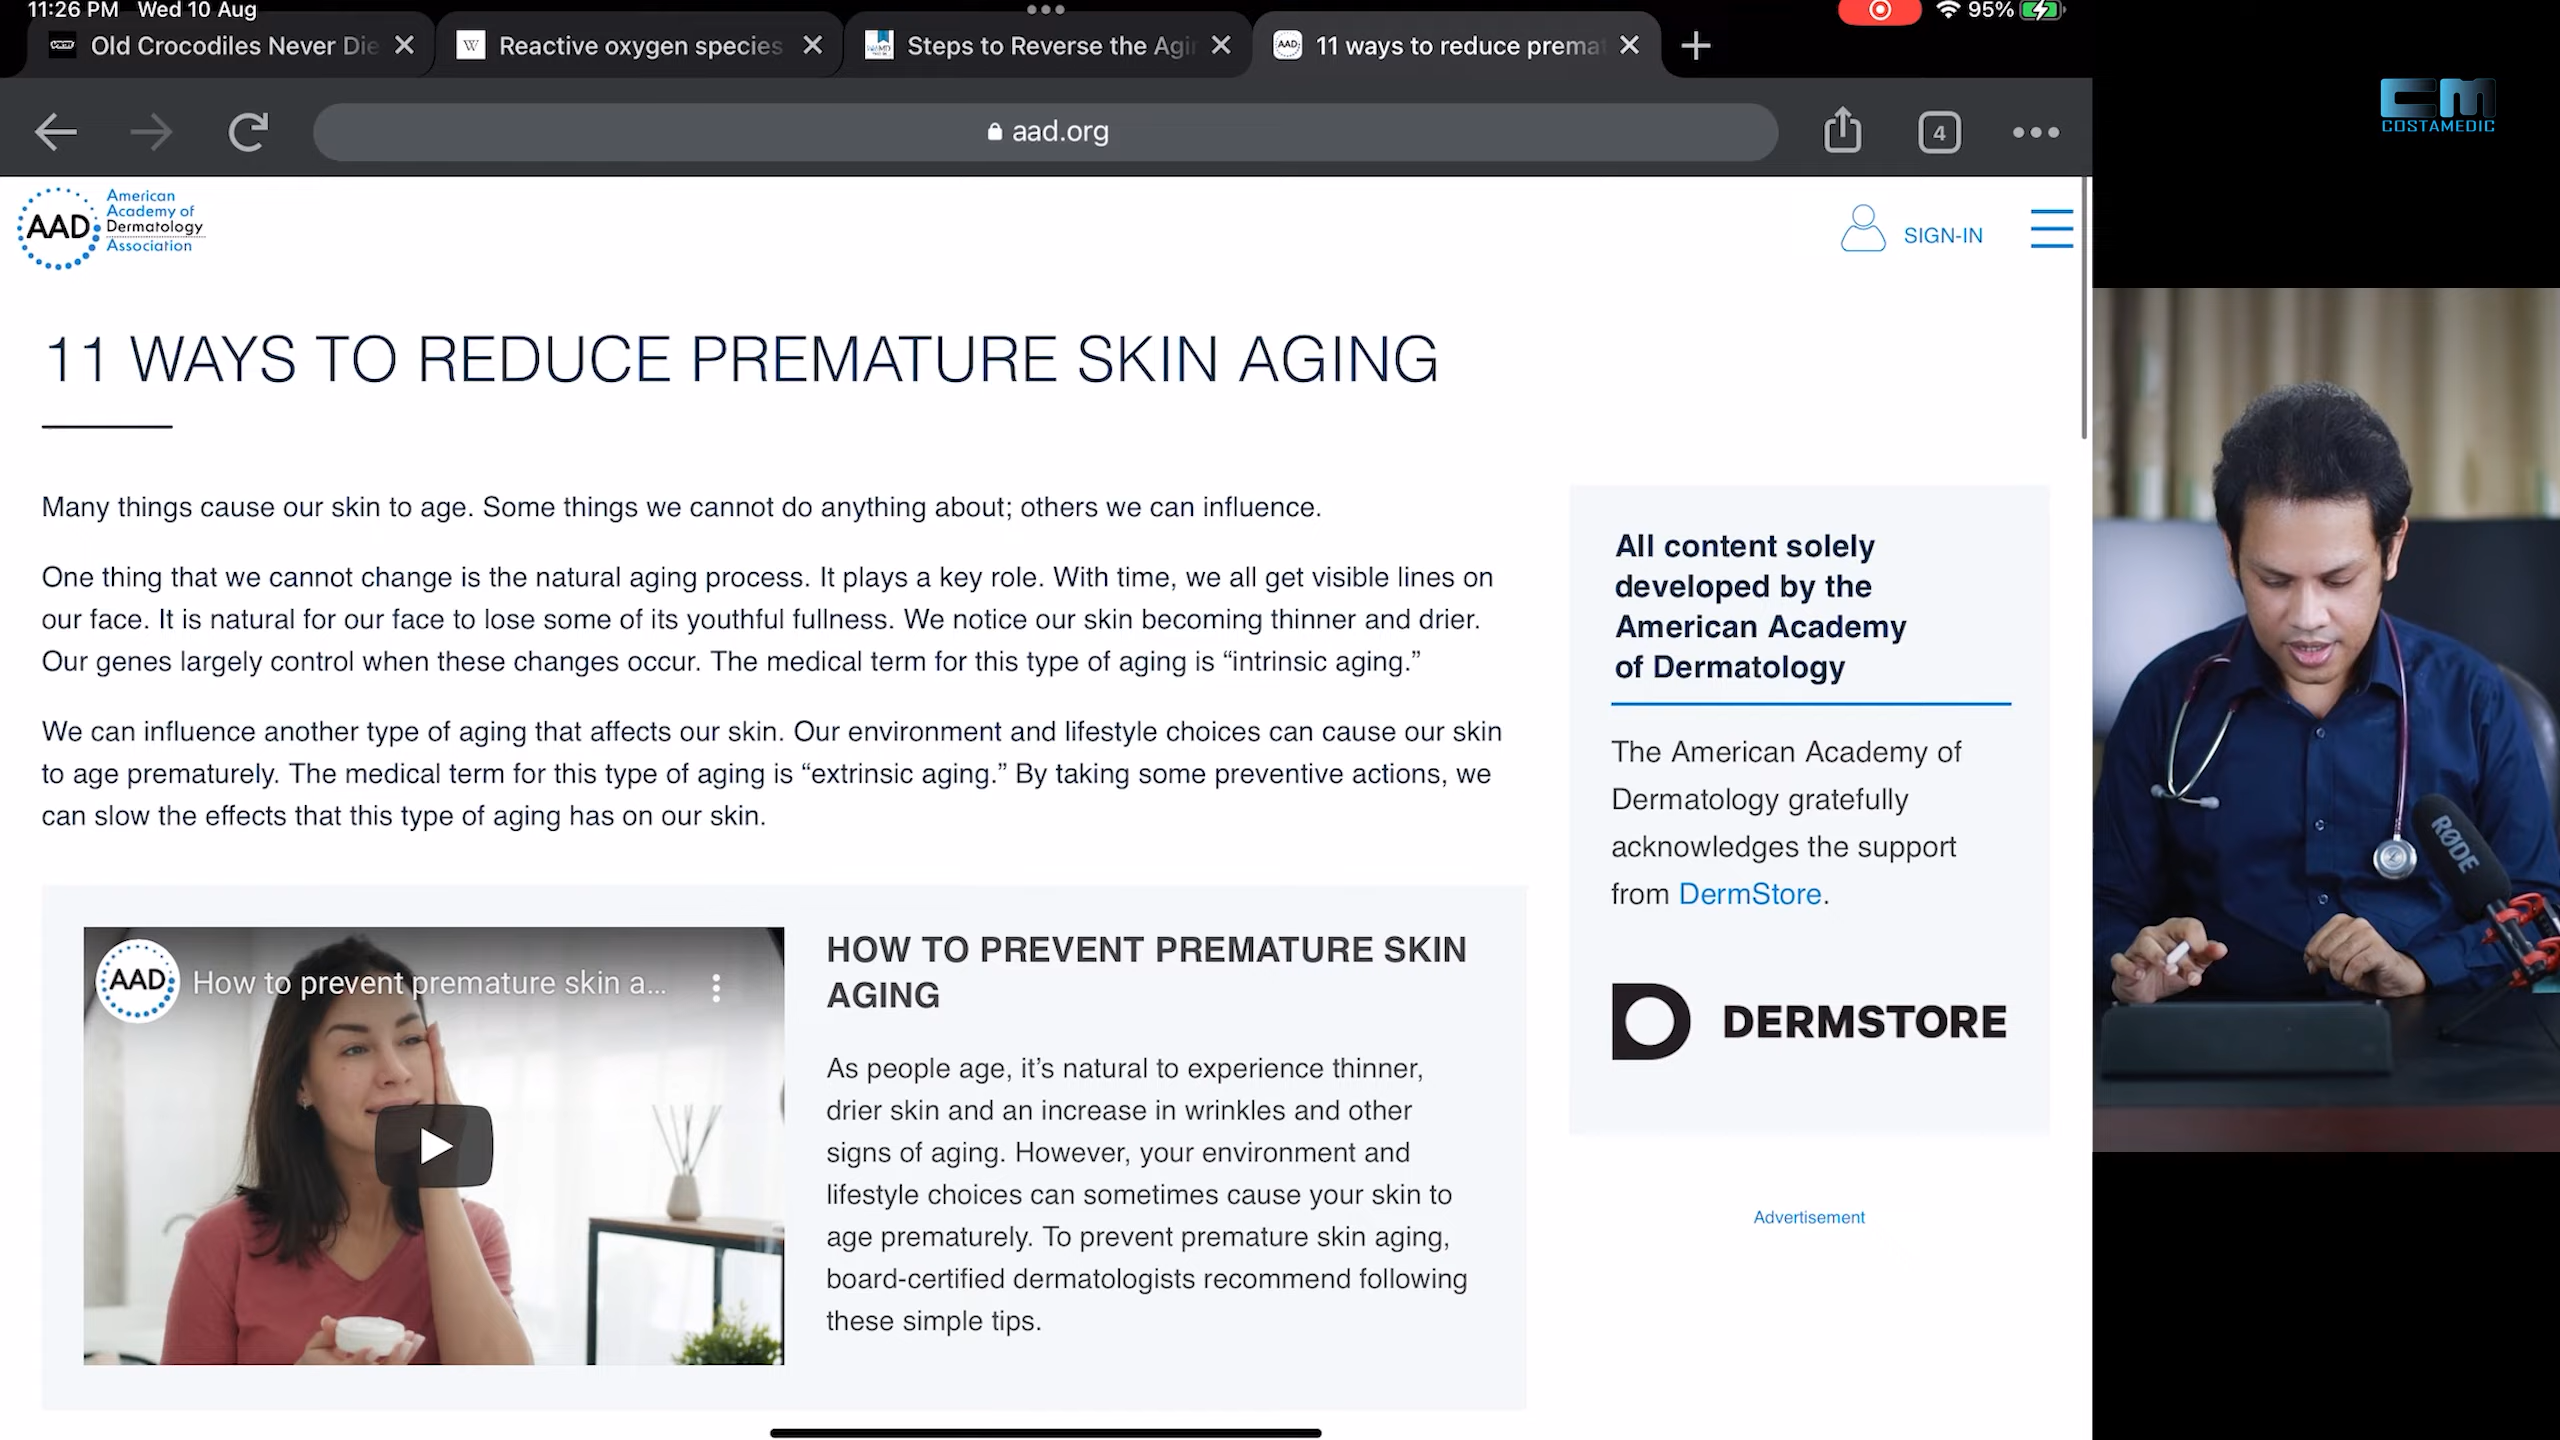 11:26 PM Wed 10 Aug
95%
Old Crocodiles Never Die
Reactive oxygen species
Steps to Reverse the Agin
11 ways to reduce premat
aad.org
4
COSTAMEDIC
AAD
American
Academy of
Dermatology
Association
SIGN-IN
11 WAYS TO REDUCE PREMATURE SKIN AGING
Many things cause our skin to age. Some things we cannot do anything about; others we can influence.
One thing that we cannot change is the natural aging process. It plays a key role. With time, we all get visible lines on
our face. It is natural for our face to lose some of its youthful fullness. We notice our skin becoming thinner and drier.
Our genes largely control when these changes occur. The medical term for this type of aging is “intrinsic aging.”
We can influence another type of aging that affects our skin. Our environment and lifestyle choices can cause our skin
to age prematurely. The medical term for this type of aging is “extrinsic aging.” By taking some preventive actions, we
can slow the effects that this type of aging has on our skin.
AAD
How to prevent premature skin a...
HOW TO PREVENT PREMATURE SKIN
AGING
As people age, it’s natural to experience thinner,
drier skin and an increase in wrinkles and other
signs of aging. However, your environment and
lifestyle choices can sometimes cause your skin to
age prematurely. To prevent premature skin aging,
board-certified dermatologists recommend following
these simple tips.
All content solely
developed by the
American Academy
of Dermatology
The American Academy of
Dermatology gratefully
acknowledges the support
from DermStore.
DERMSTORE
Advertisement
RØDE